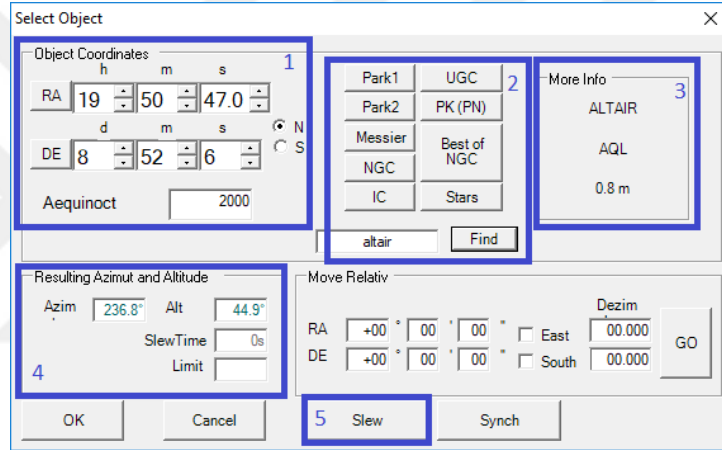 Select Object
Object Coordinates
1
h m s
RA 19 50 47.0
d m s
N
DE 8 52 6
S
Aequinoct 2000
2
Park1 UGC
Park2 PK (PN)
Messier Best of NGC
NGC
IC Stars
altair Find
More Info
3
ALTAIR
AQL
0.8 m
Resulting Azimut and Altitude
Azim 236.8° Alt 44.9°
SlewTime 0s
Limit
4
Move Relativ
Dezim
RA +00 ° 00 ' 00 " East 00.000
DE +00 ° 00 ' 00 " South 00.000
GO
OK Cancel 5 Slew Synch